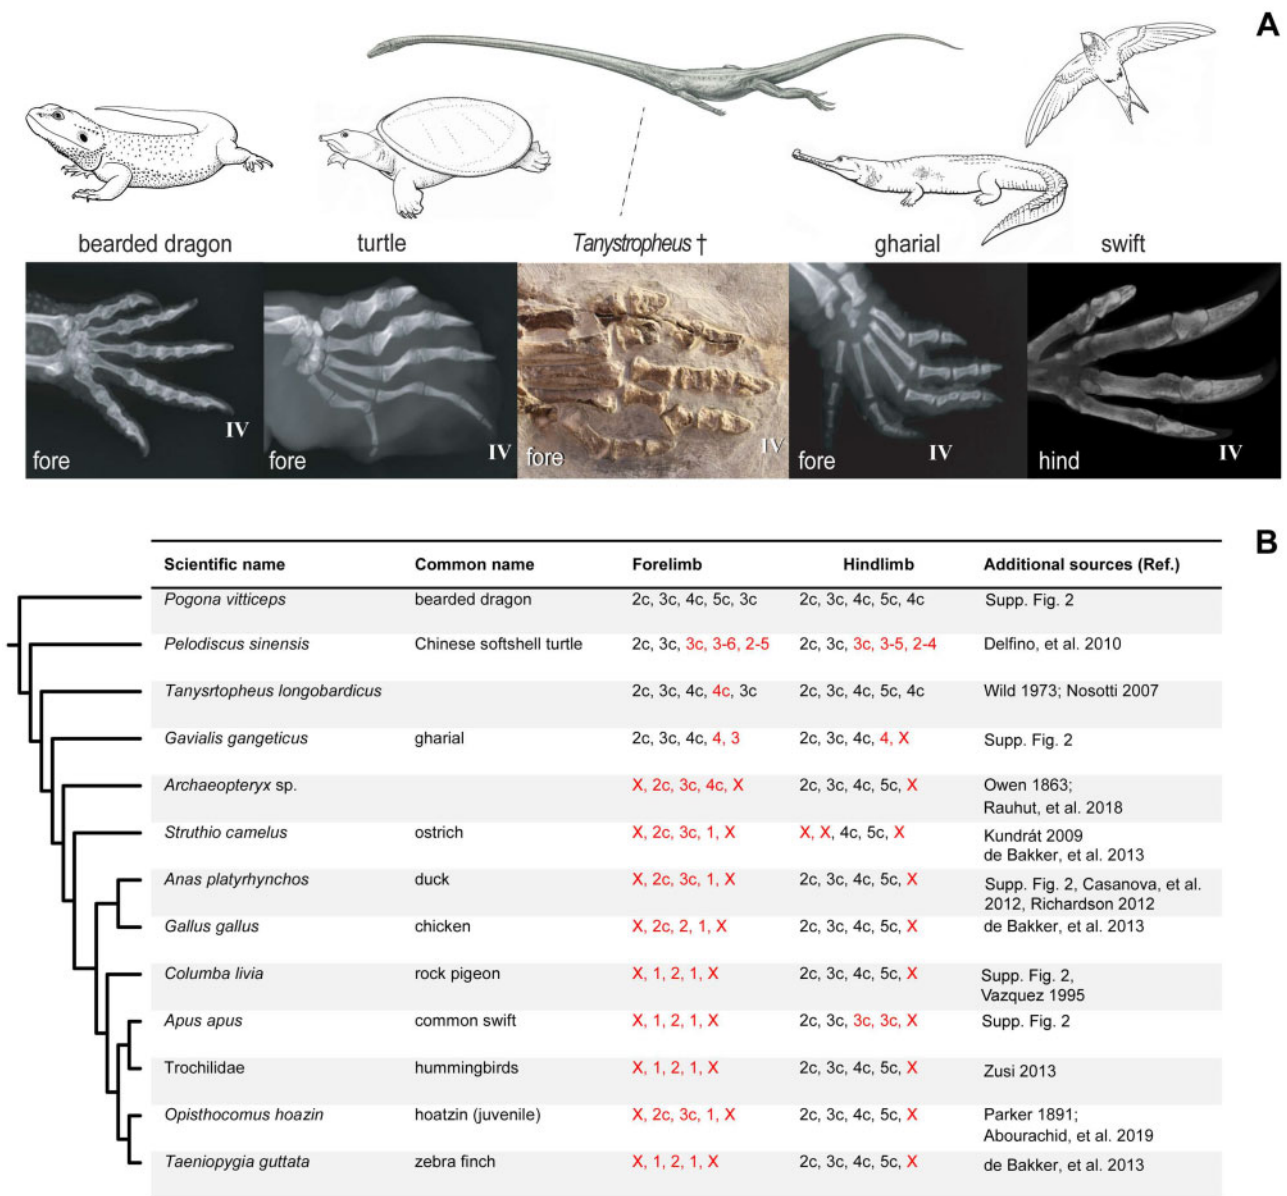 A
bearded dragon
turtle
Tanystropheus †
gharial
swift
IV
fore
IV
fore
IV
fore
IV
fore
IV
hind
B
Scientific name Common name Forelimb Hindlimb Additional sources (Ref.)
Pogona vitticeps bearded dragon 2c, 3c, 4c, 5c, 3c 2c, 3c, 4c, 5c, 4c Supp. Fig. 2
Pelodiscus sinensis Chinese softshell turtle 2c, 3c, 3c, 3-6, 2-5 2c, 3c, 3c, 3-5, 2-4 Delfino, et al. 2010
Tanysrtopheus longobardicus 2c, 3c, 4c, 4c, 3c 2c, 3c, 4c, 5c, 4c Wild 1973; Nosotti 2007
Gavialis gangeticus gharial 2c, 3c, 4c, 4, 3 2c, 3c, 4c, 4, X Supp. Fig. 2
Archaeopteryx sp. X, 2c, 3c, 4c, X 2c, 3c, 4c, 5c, X Owen 1863;
Rauhut, et al. 2018
Struthio camelus ostrich X, 2c, 3c, 1, X X, X, 4c, 5c, X Kundrát 2009
de Bakker, et al. 2013
Anas platyrhynchos duck X, 2c, 3c, 1, X 2c, 3c, 4c, 5c, X Supp. Fig. 2, Casanova, et al.
2012, Richardson 2012
Gallus gallus chicken X, 2c, 2, 1, X 2c, 3c, 4c, 5c, X de Bakker, et al. 2013
Columba livia rock pigeon X, 1, 2, 1, X 2c, 3c, 4c, 5c, X Supp. Fig. 2,
Vazquez 1995
Apus apus common swift X, 1, 2, 1, X 2c, 3c, 3c, 3c, X Supp. Fig. 2
Trochilidae hummingbirds X, 1, 2, 1, X 2c, 3c, 4c, 5c, X Zusi 2013
Opisthocomus hoazin hoatzin (juvenile) X, 2c, 3c, 1, X 2c, 3c, 4c, 5c, X Parker 1891;
Abourachid, et al. 2019
Taeniopygia guttata zebra finch X, 1, 2, 1, X 2c, 3c, 4c, 5c, X de Bakker, et al. 2013